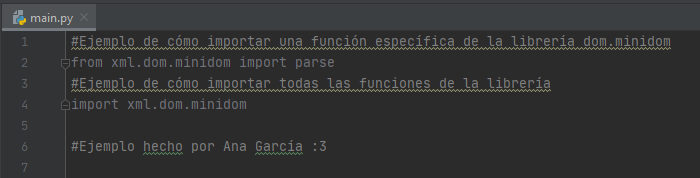 main.py
1 #Ejemplo de cómo importar una función específica de la librería dom.minidom
2 from xml.dom.minidom import parse
3 #Ejemplo de cómo importar todas las funciones de la librería
4 import xml.dom.minidom
5
6 #Ejemplo hecho por Ana García :3
7